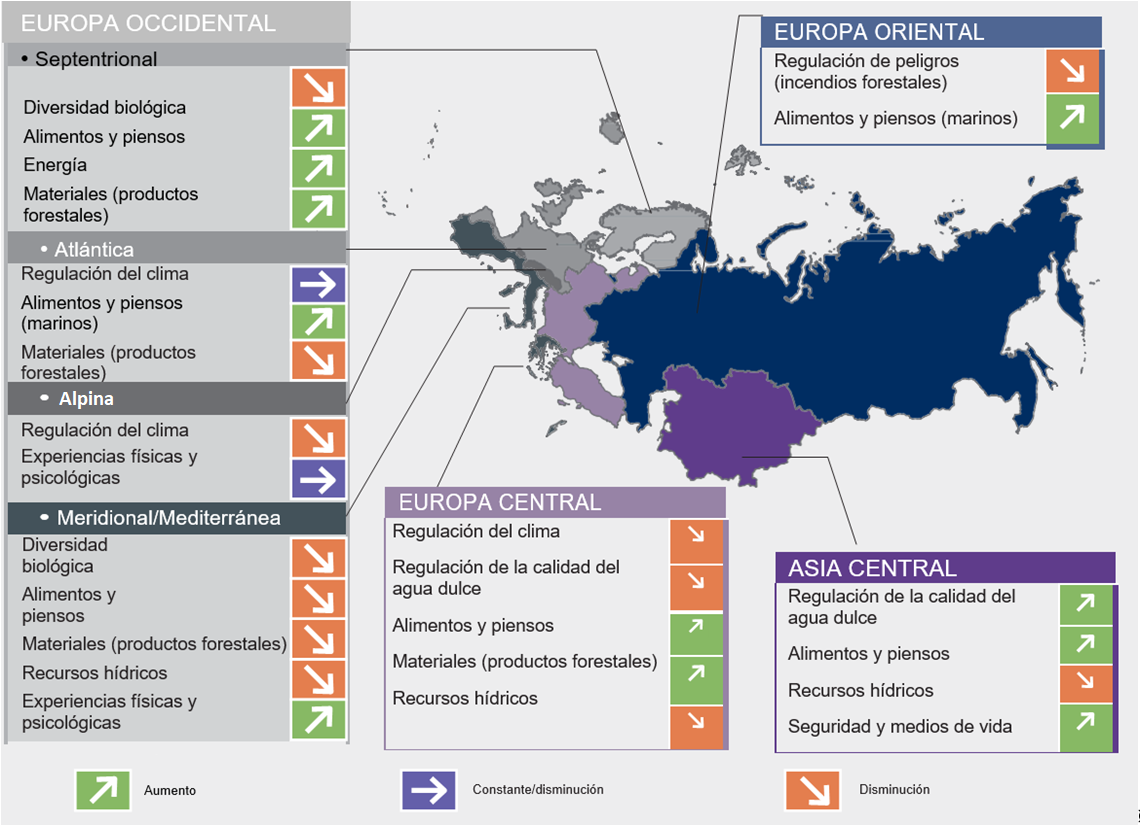 EUROPA OCCIDENTAL
• Septentrional
Diversidad biológica
Alimentos y piensos
Energía
Materiales (productos
forestales)
• Atlántica
Regulación del clima
Alimentos y piensos
(marinos)
Materiales (productos
forestales)
• Alpina
Regulación del clima
Experiencias físicas y
psicológicas
• Meridional/Mediterránea
Diversidad
biológica
Alimentos y
piensos
Materiales (productos forestales)
Recursos hídricos
Experiencias físicas y
psicológicas
EUROPA ORIENTAL
Regulación de peligros
(incendios forestales)
Alimentos y piensos (marinos)
EUROPA CENTRAL
Regulación del clima
Regulación de la calidad del
agua dulce
Alimentos y piensos
Materiales (productos forestales)
Recursos hídricos
ASIA CENTRAL
Regulación de la calidad del
agua dulce
Alimentos y piensos
Recursos hídricos
Seguridad y medios de vida
Aumento
Constante/disminución
Disminución